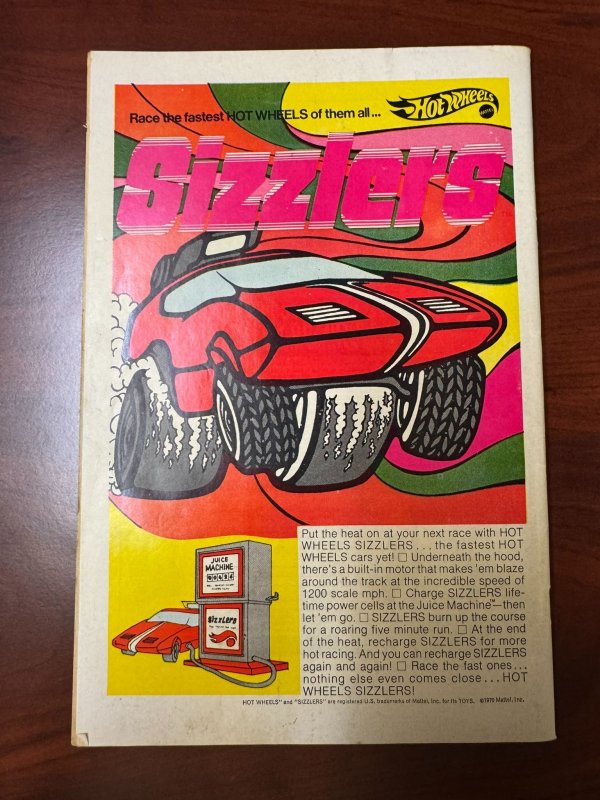 Race the fastest HOT WHEELS of them all...
Hot Wheels
MATTEL
Sizzlers
JUICE
MACHINE
Sizzlers
Put the heat on at your next race with HOT
WHEELS SIZZLERS...the fastest HOT
WHEELS cars yet! □ Underneath the hood,
there's a built-in motor that makes 'em blaze
around the track at the incredible speed of
1200 scale mph. □ Charge SIZZLERS life-
time power cells at the Juice Machine™—then
let 'em go. □ SIZZLERS burn up the course
for a roaring five minute run. □ At the end
of the heat, recharge SIZZLERS for more
hot racing. And you can recharge SIZZLERS
again and again! □ Race the fast ones...
nothing else even comes close...HOT
WHEELS SIZZLERS!
HOT WHEELS" and "SIZZLERS" are registered U.S. trademarks of Mattel, Inc. for its TOYS. ©1970 Mattel, Inc.